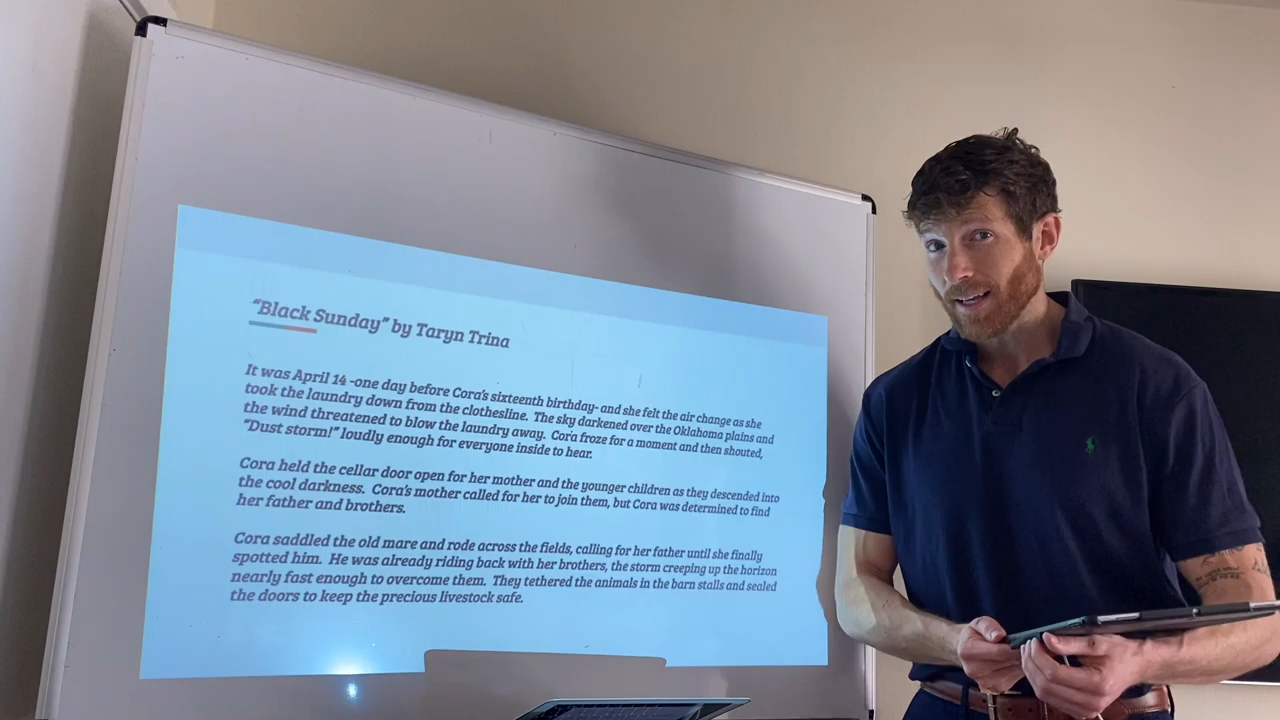 "Black Sunday" by Taryn Trina
It was April 14 -one day before Cora's sixteenth birthday- and she felt the air change as she
took the laundry down from the clothesline. The sky darkened over the Oklahoma plains and
the wind threatened to blow the laundry away. Cora froze for a moment and then shouted,
"Dust storm!" loudly enough for everyone inside to hear.
Cora held the cellar door open for her mother and the younger children as they descended into
the cool darkness. Cora's mother called for her to join them, but Cora was determined to find
her father and brothers.
Cora saddled the old mare and rode across the fields, calling for her father until she finally
spotted him. He was already riding back with her brothers, the storm creeping up the horizon
nearly fast enough to overcome them. They tethered the animals in the barn stalls and sealed
the doors to keep the precious livestock safe.